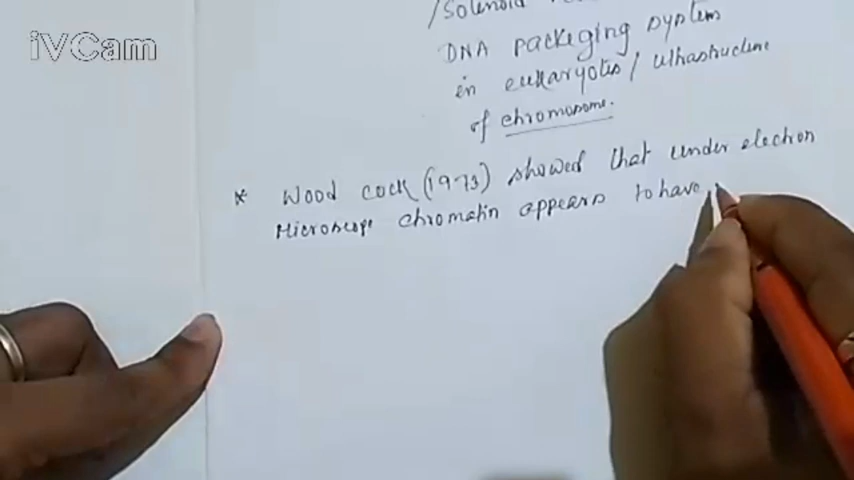 iVCam
/Solenoid
DNA packeging system
in eukaryotes / ultrastructure
of chromosome.
* Wood cock (1973) showed that under electron
Microscope chromatin appears to have